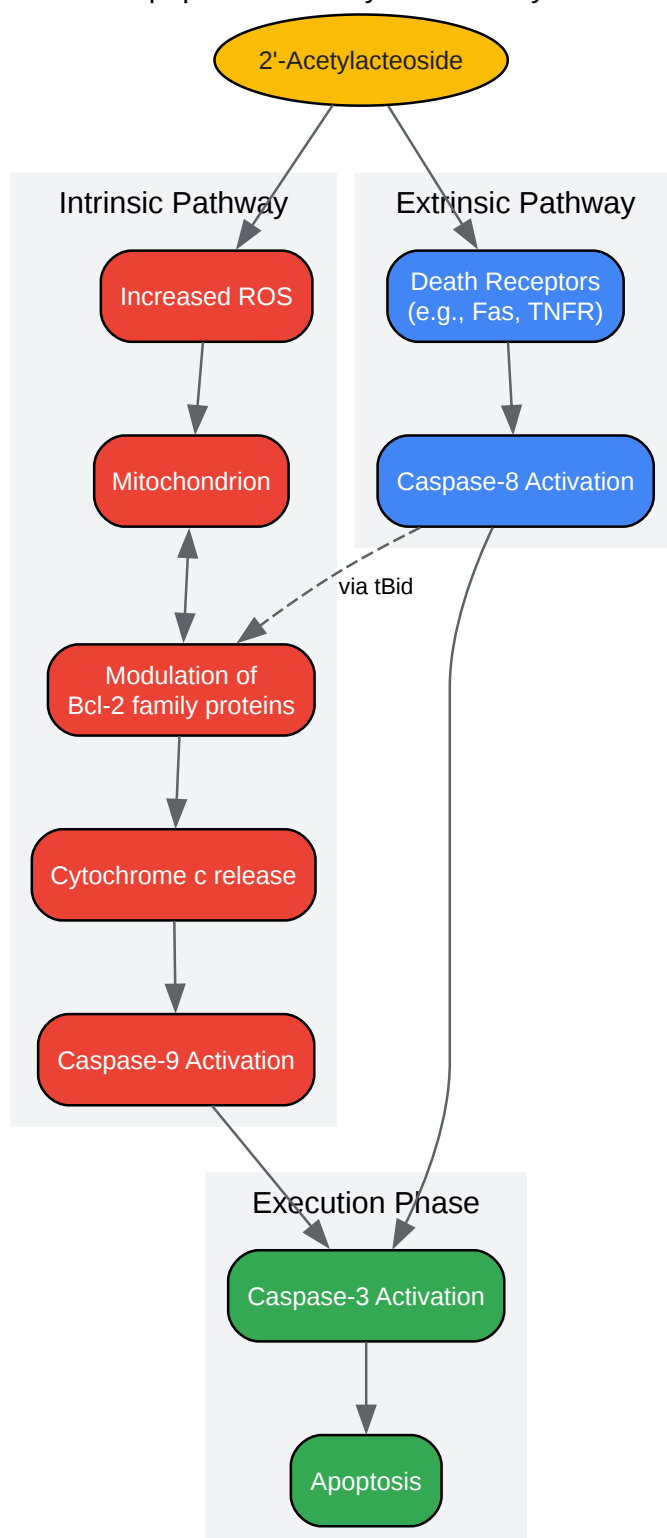 2'-Acetylacteoside
Intrinsic Pathway
Extrinsic Pathway
Increased ROS
Death Receptors
(e.g., Fas, TNFR)
Mitochondrion
Caspase-8 Activation
via tBid
Modulation of
Bcl-2 family proteins
Cytochrome c release
Caspase-9 Activation
Execution Phase
Caspase-3 Activation
Apoptosis